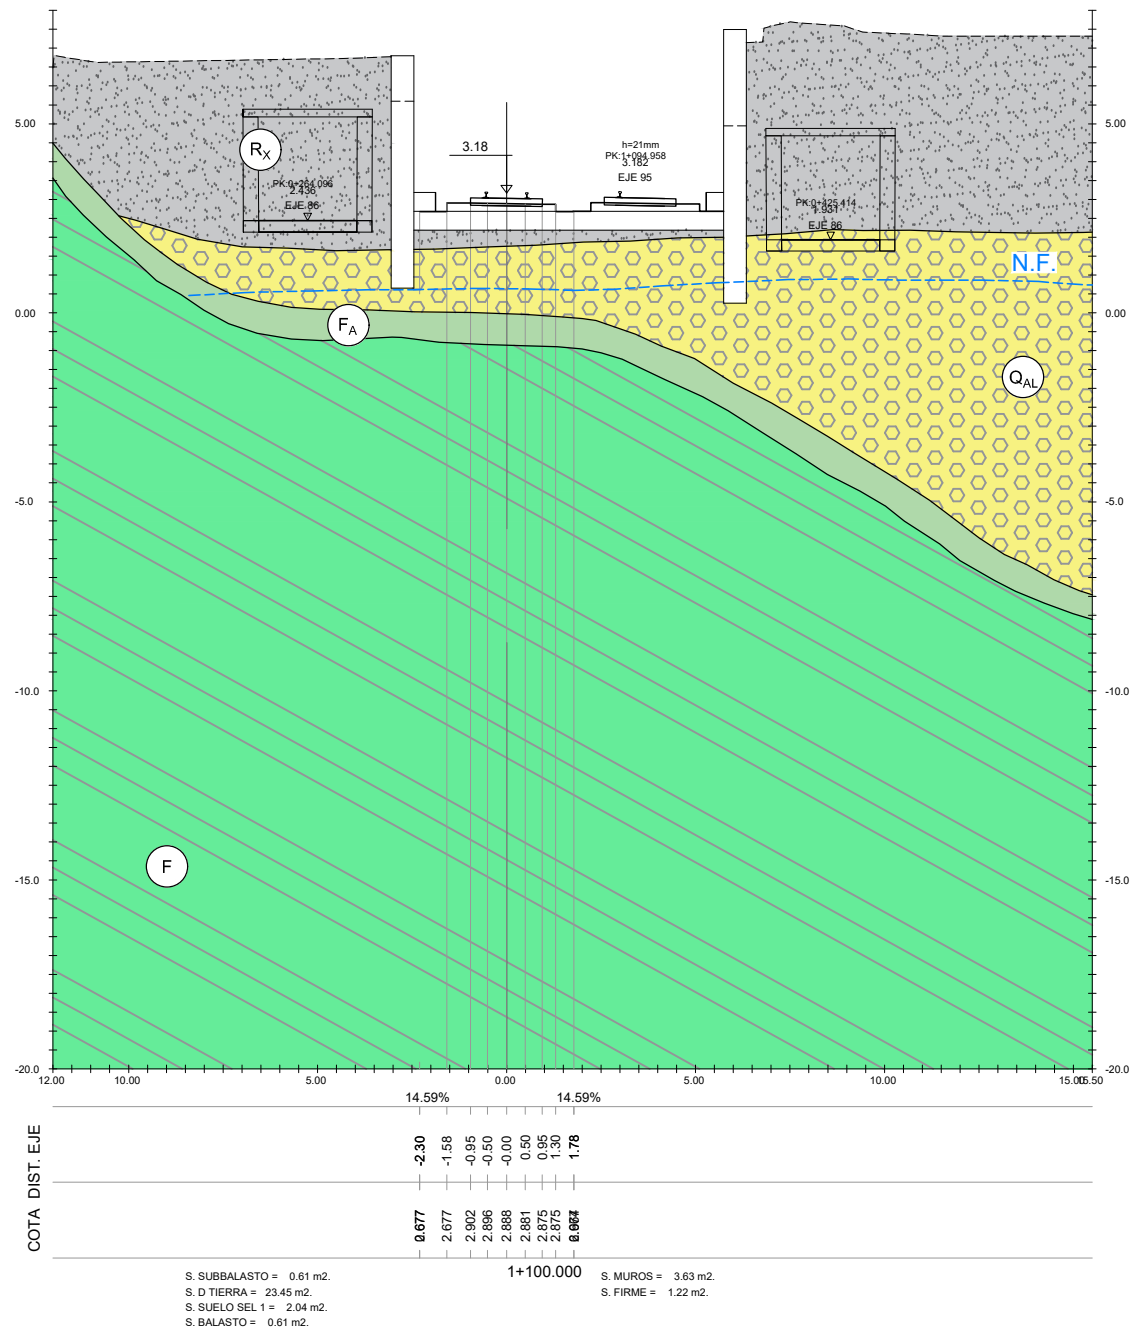 5.00
5.00
3.18
h=21mm
PK:1+094.958
3.182
EJE 95
RX
PK:0+264.096
2.436
EJE 86
PK:0+425.414
1.931
EJE 86
N.F.
0.00
0.00
FA
QAL
-5.0
-5.0
-10.0
-10.0
F
-15.0
-15.0
-20.0
-20.0
12.00 10.00 5.00 0.00 5.00 10.00 15.00 15.50
14.59% 14.59%
DIST. EJE
-2.30 -1.58 -0.95 -0.50 -0.00 0.50 0.95 1.30 1.78
COTA
2.677 2.677 2.902 2.896 2.888 2.881 2.875 2.875
1+100.000
S. SUBBALASTO = 0.61 m2.
S. D TIERRA = 23.45 m2.
S. SUELO SEL 1 = 2.04 m2.
S. BALASTO = 0.61 m2.
S. MUROS = 3.63 m2.
S. FIRME = 1.22 m2.